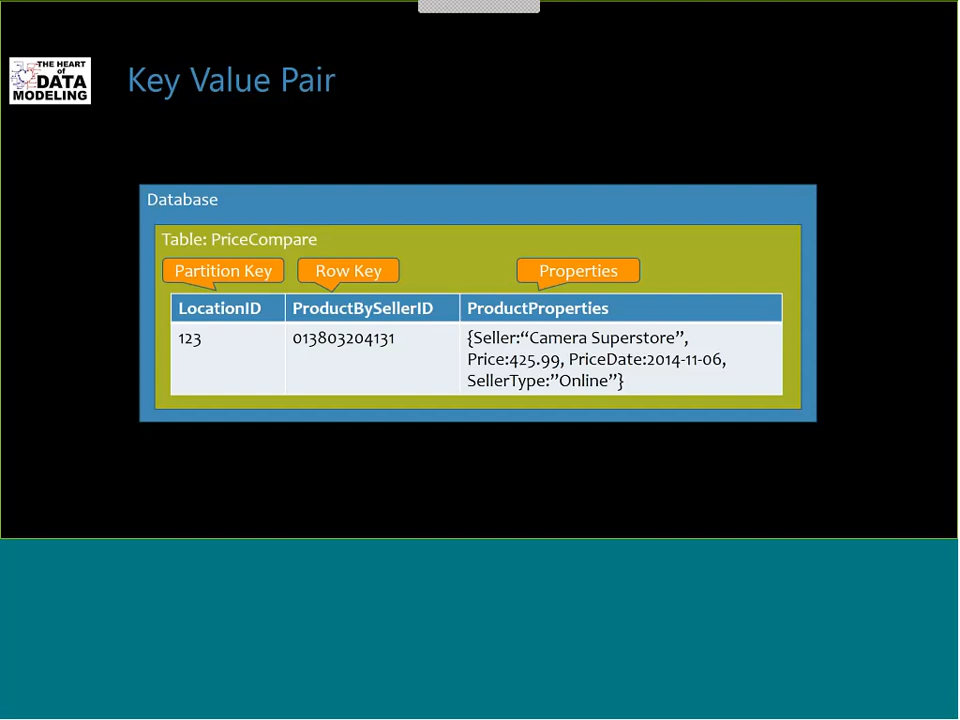 THE HEART
of
DATA
MODELING
Key Value Pair
Database
Table: PriceCompare
Partition Key
Row Key
Properties
LocationID
ProductBySellerID
ProductProperties
123
013803204131
{Seller:“Camera Superstore”,
Price:425.99, PriceDate:2014-11-06,
SellerType:”Online”}